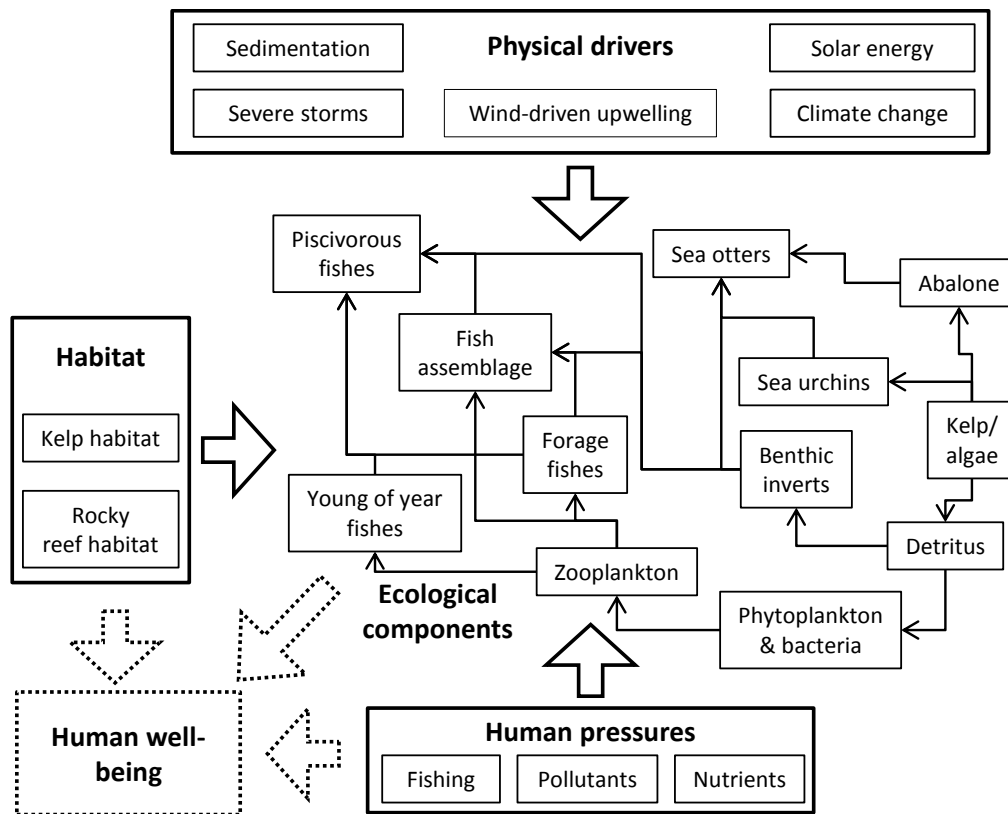 Physical drivers
Sedimentation
Solar energy
Severe storms
Wind-driven upwelling
Climate change
Piscivorous
fishes
Sea otters
Abalone
Habitat
Fish
assemblage
Sea urchins
Kelp habitat
Forage
fishes
Benthic
inverts
Kelp/
algae
Rocky
reef habitat
Young of year
fishes
Detritus
Zooplankton
Ecological
components
Phytoplankton
& bacteria
Human well-
being
Human pressures
Fishing
Pollutants
Nutrients